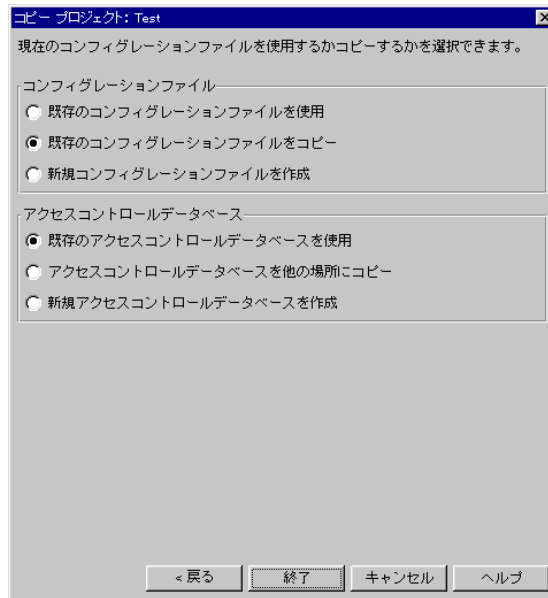 コピー プロジェクト: Test
現在のコンフィグレーションファイルを使用するかコピーするかを選択できます。
コンフィグレーションファイル
既存のコンフィグレーションファイルを使用
既存のコンフィグレーションファイルをコピー
新規コンフィグレーションファイルを作成
アクセスコントロールデータベース
既存のアクセスコントロールデータベースを使用
アクセスコントロールデータベースを他の場所にコピー
新規アクセスコントロールデータベースを作成
<戻る 終了 キャンセル ヘルプ